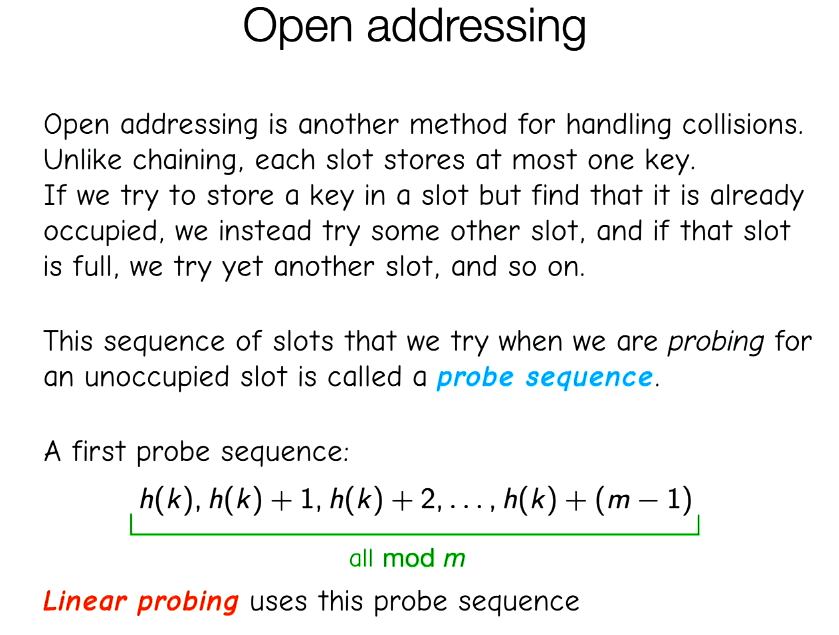 Open addressing
Open addressing is another method for handling collisions.
Unlike chaining, each slot stores at most one key.
If we try to store a key in a slot but find that it is already
occupied, we instead try some other slot, and if that slot
is full, we try yet another slot, and so on.
This sequence of slots that we try when we are probing for
an unoccupied slot is called a probe sequence.
A first probe sequence:
h(k), h(k) + 1, h(k) + 2, . . . , h(k) + (m − 1)
all mod m
Linear probing uses this probe sequence